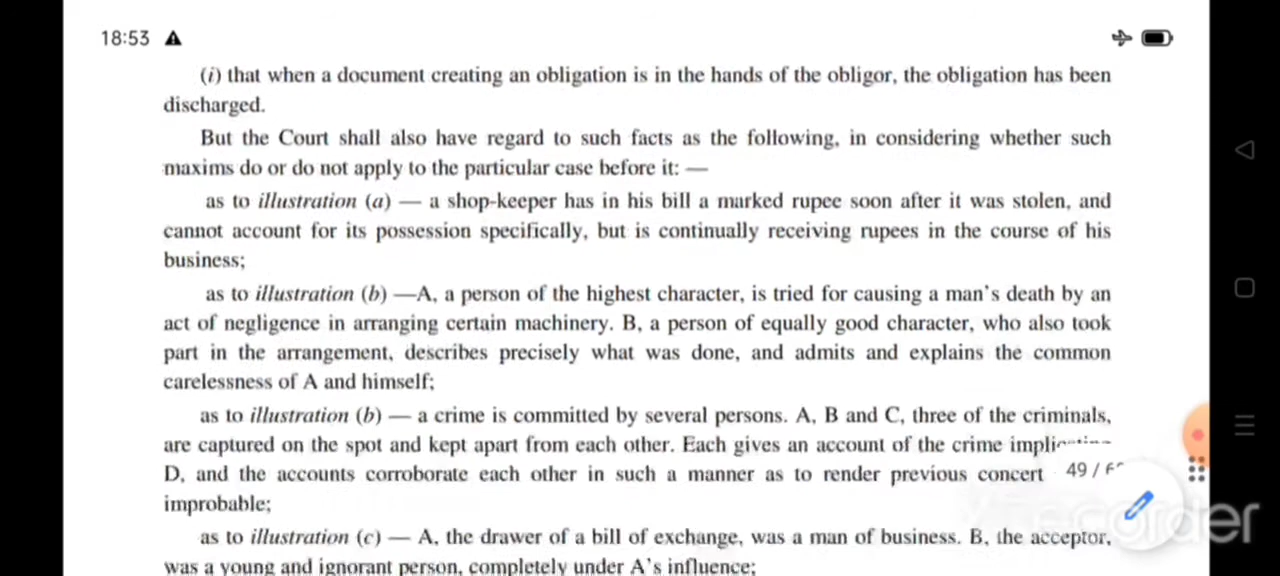 18:53
(i) that when a document creating an obligation is in the hands of the obligor, the obligation has been
discharged.
But the Court shall also have regard to such facts as the following, in considering whether such
maxims do or do not apply to the particular case before it: —
as to illustration (a) — a shop-keeper has in his bill a marked rupee soon after it was stolen, and
cannot account for its possession specifically, but is continually receiving rupees in the course of his
business;
as to illustration (b) —A, a person of the highest character, is tried for causing a man's death by an
act of negligence in arranging certain machinery. B, a person of equally good character, who also took
part in the arrangement, describes precisely what was done, and admits and explains the common
carelessness of A and himself;
as to illustration (b) — a crime is committed by several persons. A, B and C, three of the criminals,
are captured on the spot and kept apart from each other. Each gives an account of the crime
D, and the accounts corroborate each other in such a manner as to render previous concert
49 /
improbable;
as to illustration (c) — A, the drawer of a bill of exchange, was a man of business. B, the acceptor,
was a young and ignorant person, completely under A's influence;